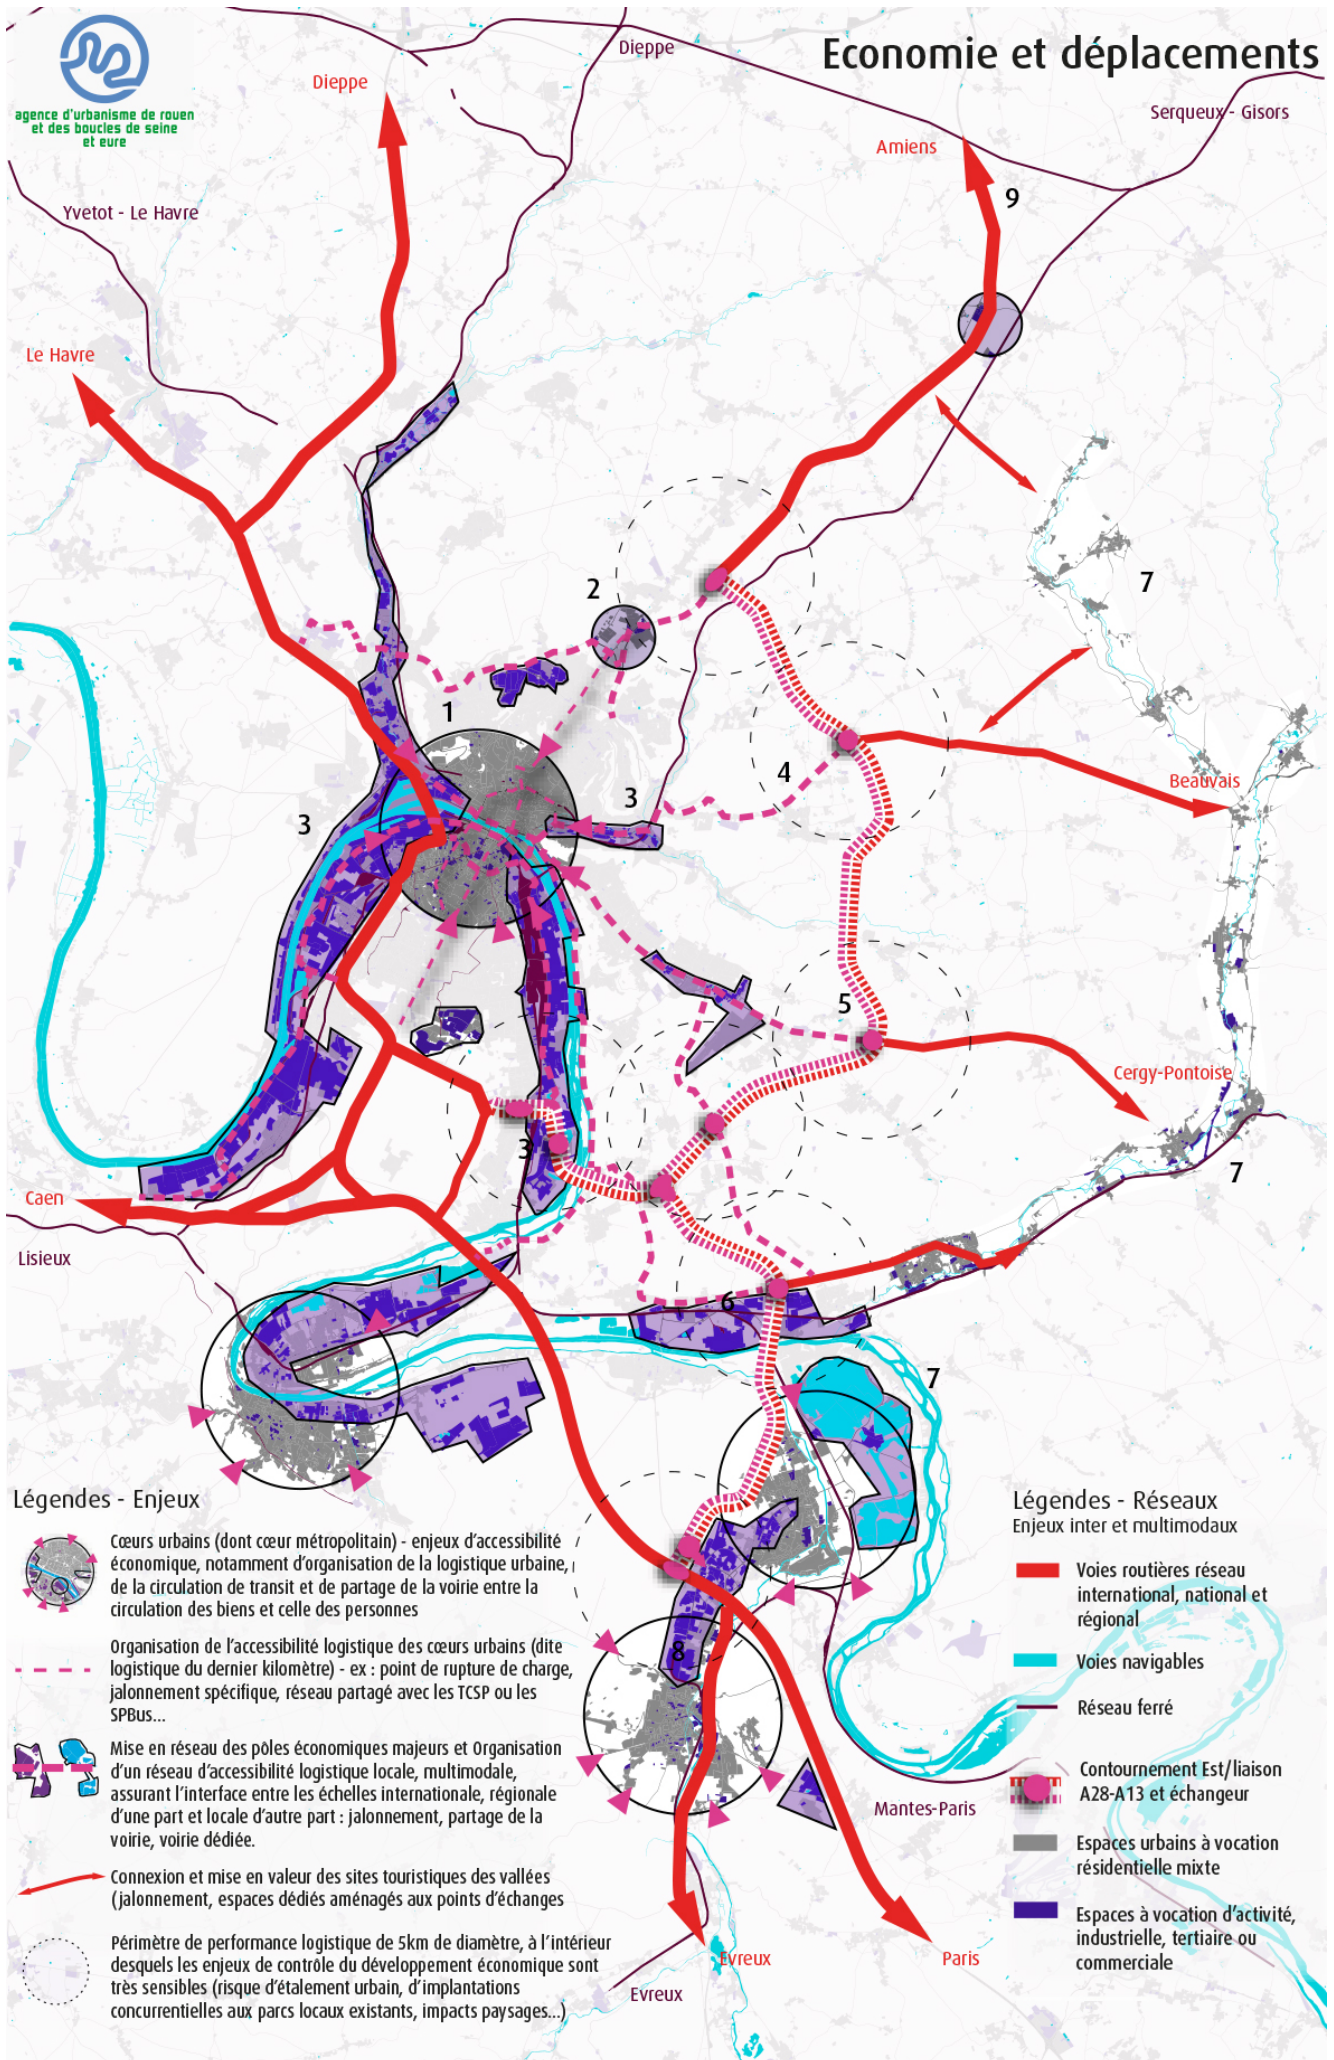 Economie et déplacements
agence d'urbanisme de rouen
et des boucles de seine
et eure
Dieppe
Dieppe
Serqueux - Gisors
Amiens
9
Yvetot - Le Havre
Le Havre
2
7
1
4
3
3
Beauvais
5
Cergy-Pontoise
3
7
Caen
Lisieux
6
7
8
Mantes-Paris
Evreux
Paris
Evreux
Légendes - Enjeux
Cœurs urbains (dont cœur métropolitain) - enjeux d'accessibilité
économique, notamment d'organisation de la logistique urbaine,
de la circulation de transit et de partage de la voirie entre la
circulation des biens et celle des personnes
Organisation de l'accessibilité logistique des cœurs urbains (dite
logistique du dernier kilomètre) - ex : point de rupture de charge,
jalonnement spécifique, réseau partagé avec les TCSP ou les
SPBus...
Mise en réseau des pôles économiques majeurs et Organisation
d'un réseau d'accessibilité logistique locale, multimodale,
assurant l'interface entre les échelles internationale, régionale
d'une part et locale d'autre part : jalonnement, partage de la
voirie, voirie dédiée.
Connexion et mise en valeur des sites touristiques des vallées
(jalonnement, espaces dédiés aménagés aux points d'échanges
Périmètre de performance logistique de 5km de diamètre, à l'intérieur
desquels les enjeux de contrôle du développement économique sont
très sensibles (risque d'étalement urbain, d'implantations
concurrentielles aux parcs locaux existants, impacts paysages...)
Légendes - Réseaux
Enjeux inter et multimodaux
Voies routières réseau
international, national et
régional
Voies navigables
Réseau ferré
Contournement Est/liaison
A28-A13 et échangeur
Espaces urbains à vocation
résidentielle mixte
Espaces à vocation d'activité,
industrielle, tertiaire ou
commerciale